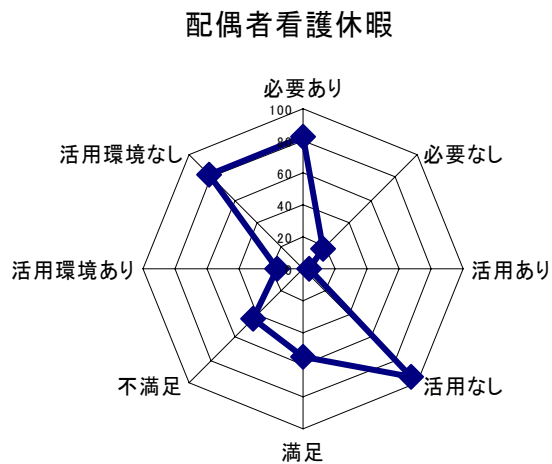 配偶者看護休暇
必要あり
100
80
60
40
20
0
必要なし
活用あり
活用なし
満足
不満足
活用環境あり
活用環境なし